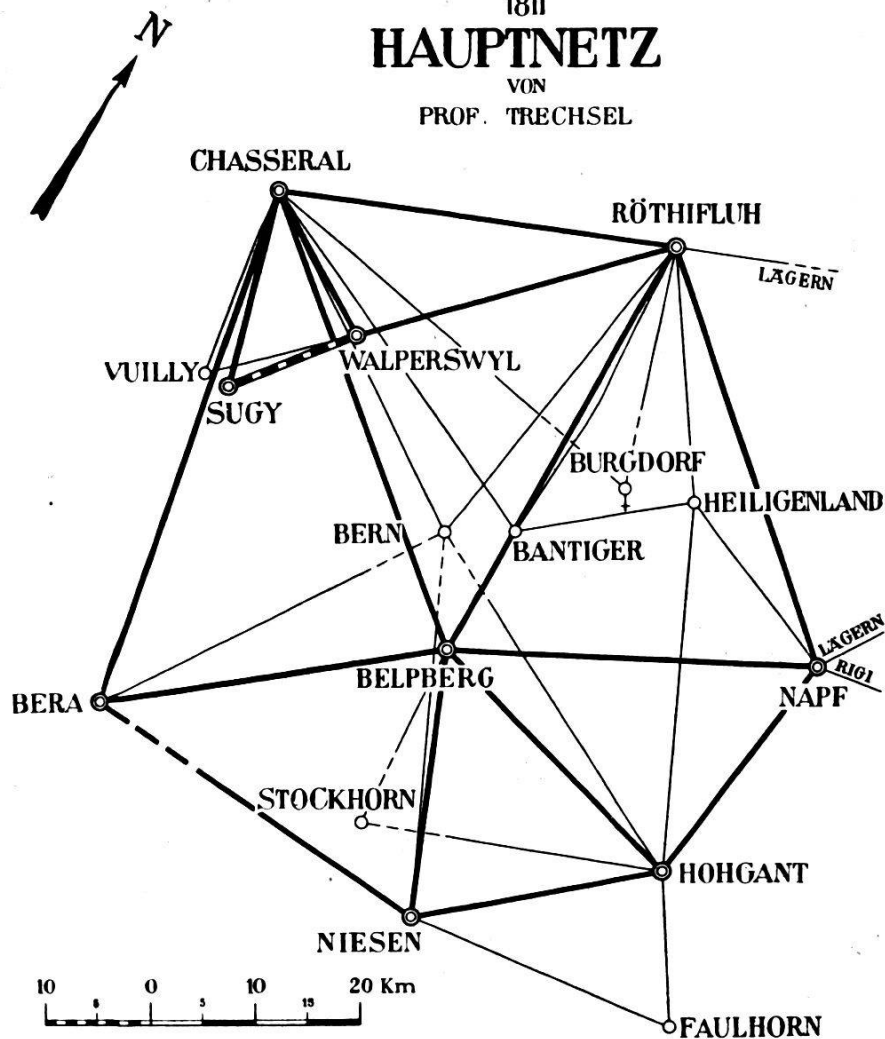 1811
HAUPTNETZ
VON
PROF. TRECHSEL
N
CHASSERAL
RÖTHIFLUH
LÄGERN
VUILLY
WALPERSWYL
SUGY
BURGDORF
HEILIGENLAND
BERN
BANTIGER
LÄGERN
RIGI
BELPBERG
NAPF
BERA
STOCKHORN
HOHGANT
NIESEN
10 0 10 20 Km
5 5 15
FAULHORN